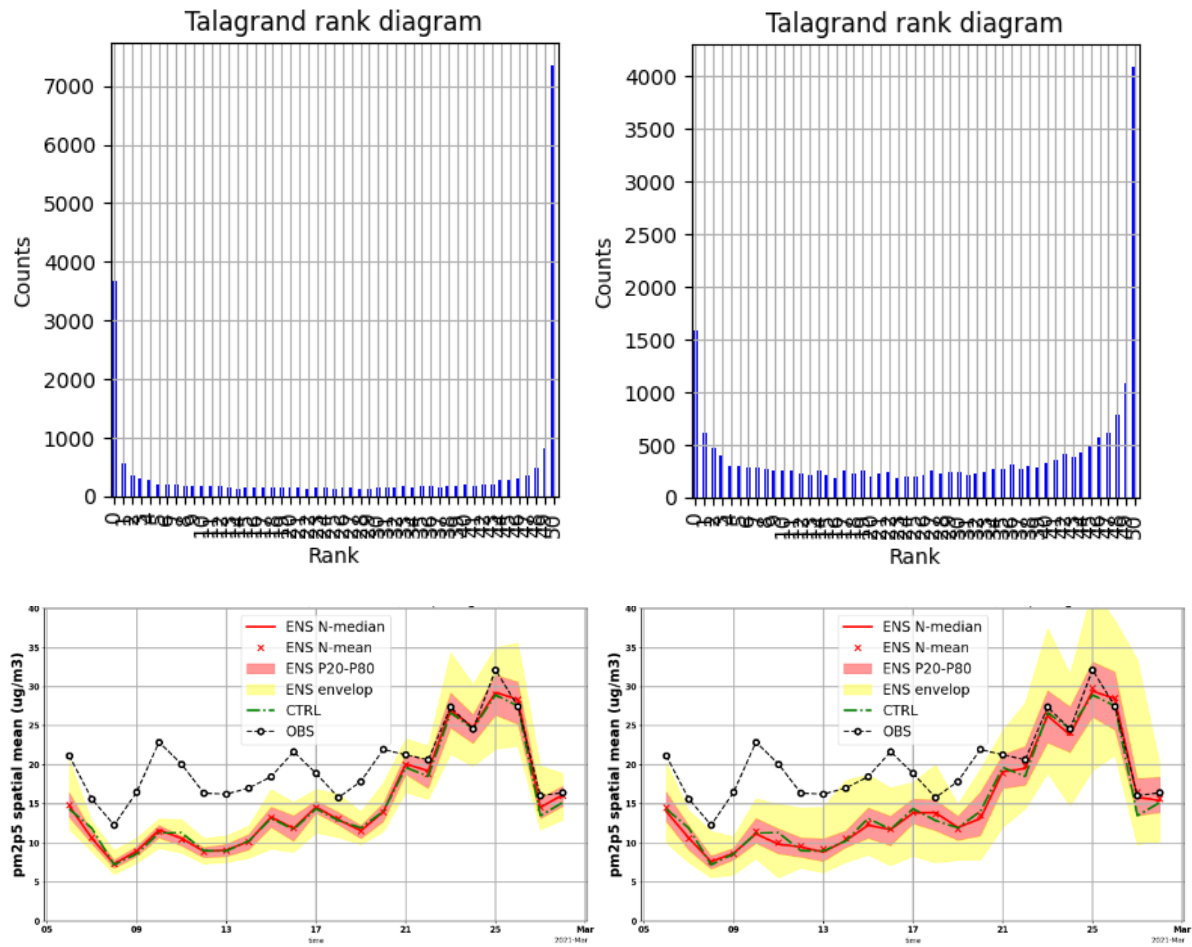 Talagrand rank diagram
Counts
7000
6000
5000
4000
3000
2000
1000
0
Rank
Talagrand rank diagram
Counts
4000
3500
3000
2500
2000
1500
1000
500
0
Rank
pm2p5 spatial mean (ug/m3)
40
35
30
25
20
15
10
5
0
ENS N-median
ENS N-mean
ENS P20-P80
ENS envelop
CTRL
OBS
05 09 13 17 21 25 Mar
time
2021-Mar
pm2p5 spatial mean (ug/m3)
40
35
30
25
20
15
10
5
0
ENS N-median
ENS N-mean
ENS P20-P80
ENS envelop
CTRL
OBS
05 09 13 17 21 25 Mar
time
2021-Mar